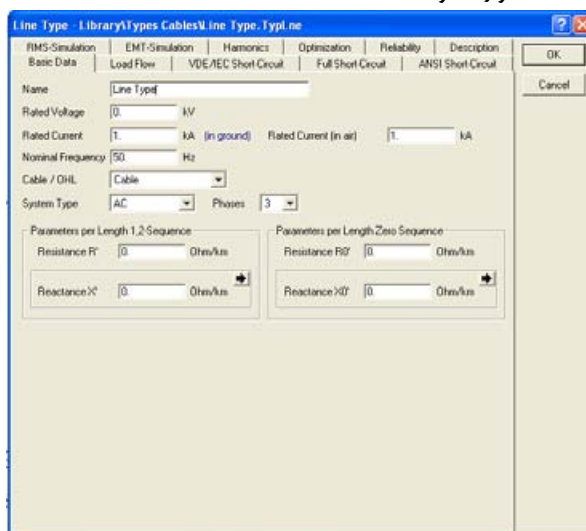 Line Type - Library\Types Cables\Line Type.TypLne
RMS-Simulation EMT-Simulation Harmonics Optimization Reliability Description
Basic Data Load Flow VDE/IEC Short Circuit Full Short Circuit ANSI Short Circuit
OK
Cancel
Name Line Type
Rated Voltage 0. kV
Rated Current 1. kA (in ground) Rated Current (in air) 1. kA
Nominal Frequency 50. Hz
Cable / OHL Cable
System Type AC Phases 3
Parameters per Length 1,2-Sequence Parameters per Length Zero Sequence
Resistance R' 0. Ohm/km Resistance R0' 0. Ohm/km
Reactance X' 0. Ohm/km Reactance X0' 0. Ohm/km